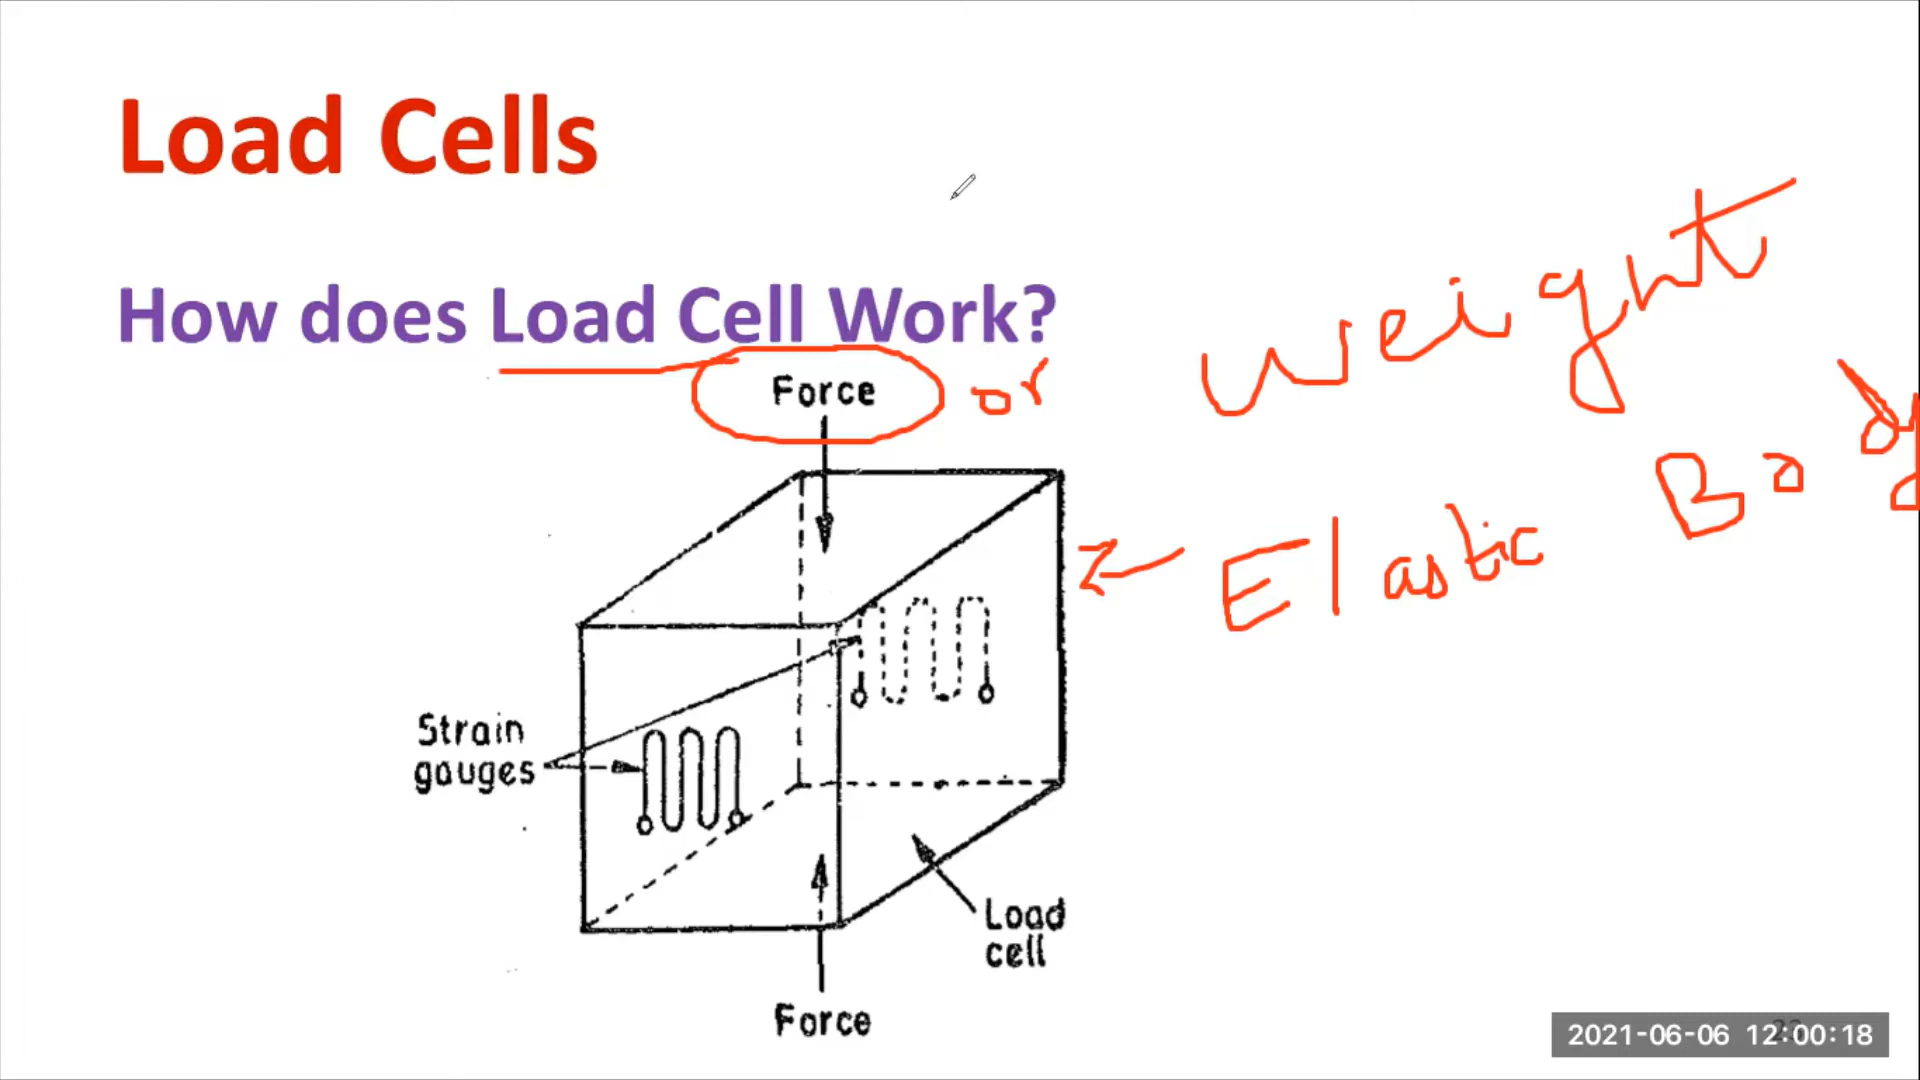 Load Cells
How does Load Cell Work?
Force or weight
Elastic Body
Strain
gauges
Load
cell
Force
2021-06-06 12:00:18